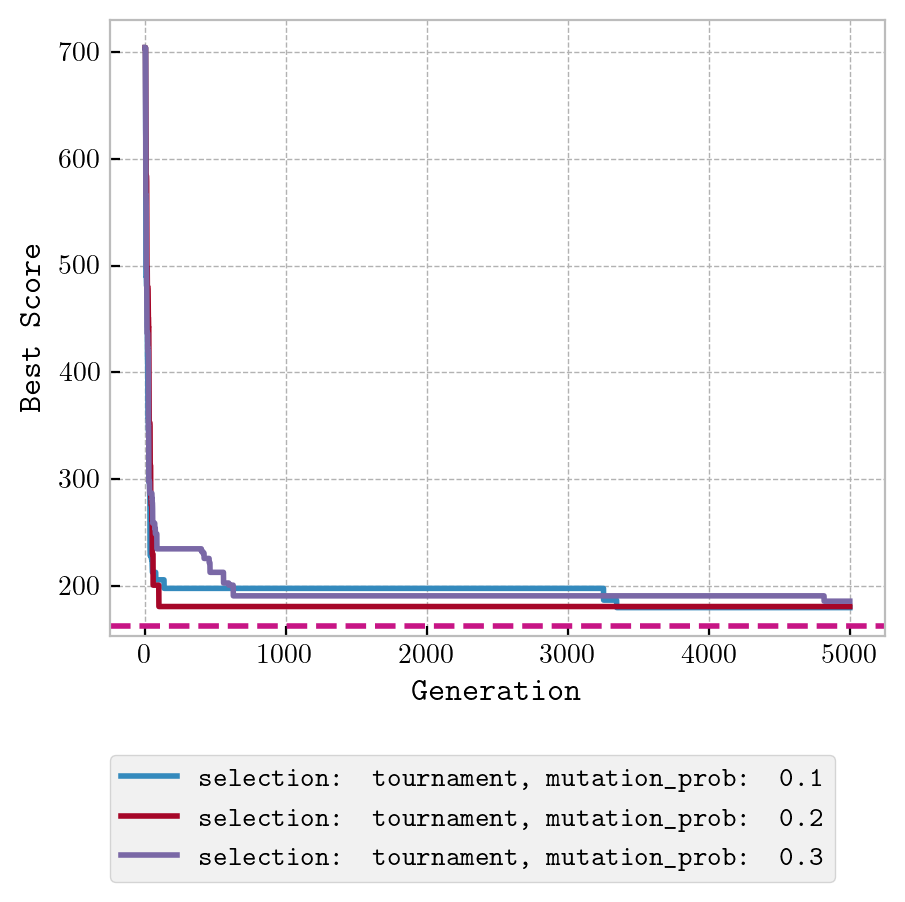 700
600
500
400
300
200
Best Score
0
1000
2000
3000
4000
5000
Generation
selection: tournament, mutation_prob: 0.1
selection: tournament, mutation_prob: 0.2
selection: tournament, mutation_prob: 0.3